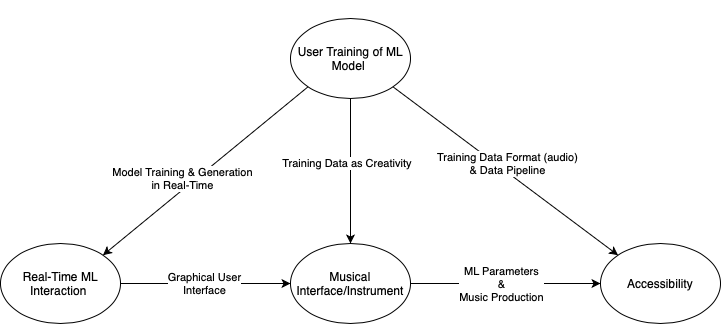 User Training of ML
Model
Model Training & Generation
in Real-Time
Training Data as Creativity
Training Data Format (audio)
& Data Pipeline
Real-Time ML
Interaction
Graphical User
Interface
Musical
Interface/Instrument
ML Parameters
&
Music Production
Accessibility